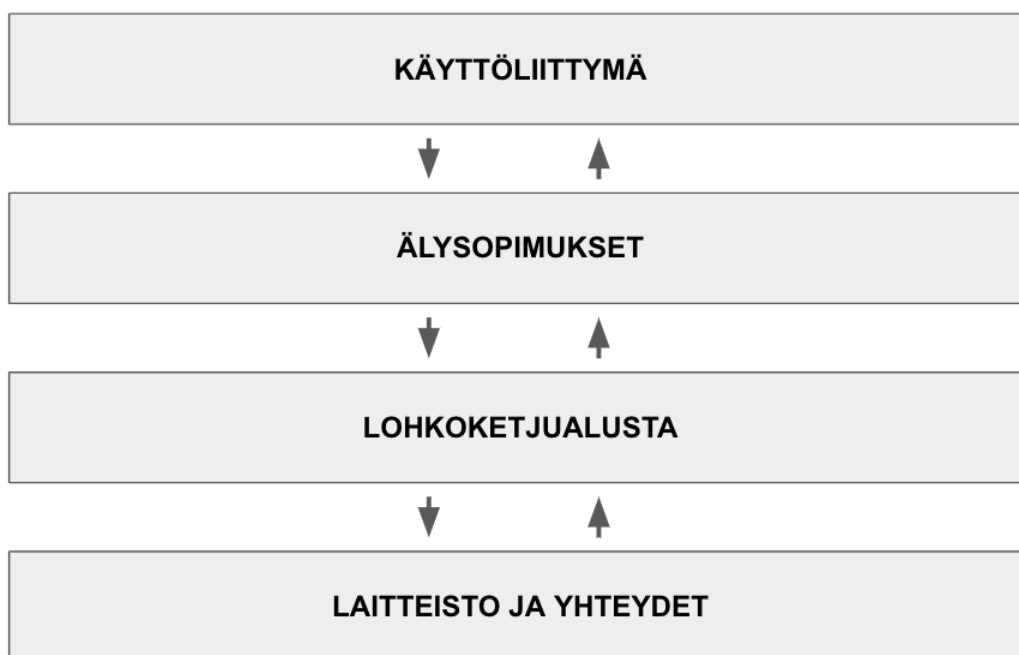 KÄYTTÖLIITTYMÄ
ÄLYSOPIMUKSET
LOHKOKETJUALUSTA
LAITTEISTO JA YHTEYDET